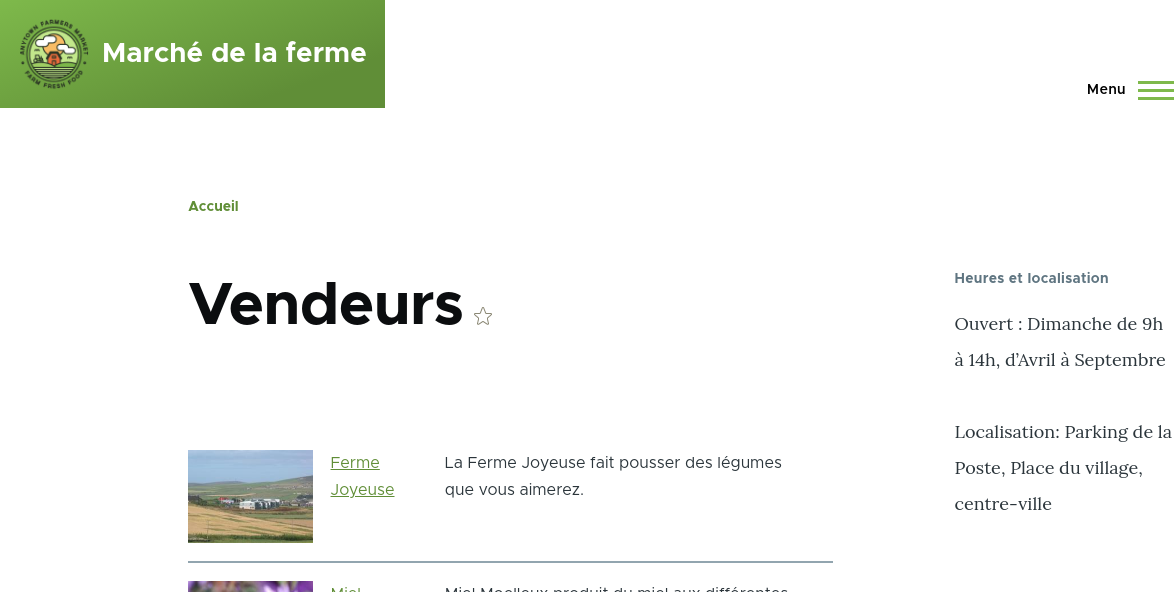 ANYTOWN FARMERS MARKET
FARM FRESH FOOD
Marché de la ferme
Menu
Accueil
Vendeurs
Heures et localisation
Ouvert : Dimanche de 9h
à 14h, d’Avril à Septembre
Localisation: Parking de la
Poste, Place du village,
centre-ville
Ferme
Joyeuse
La Ferme Joyeuse fait pousser des légumes
que vous aimerez.
Miel
Miel Moelleux produit du miel aux différentes